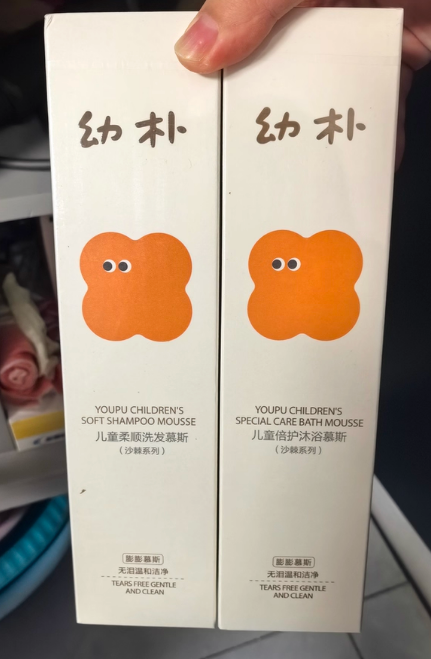 幼朴
YOUPU CHILDREN'S
SOFT SHAMPOO MOUSSE
儿童柔顺洗发慕斯
（沙棘系列）
膨膨慕斯
无泪温和洁净
TEARS FREE GENTLE
AND CLEAN
幼朴
YOUPU CHILDREN'S
SPECIAL CARE BATH MOUSSE
儿童倍护沐浴慕斯
（沙棘系列）
膨膨慕斯
无泪温和洁净
TEARS FREE GENTLE
AND CLEAN